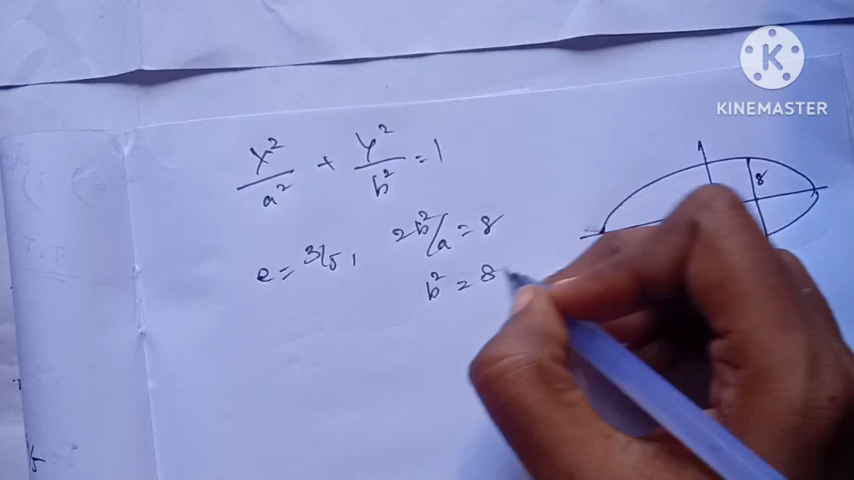 K
KINEMASTER
x²/a² + y²/b² = 1
8
e = 3/5, 2b²/a = 8
b² = 8